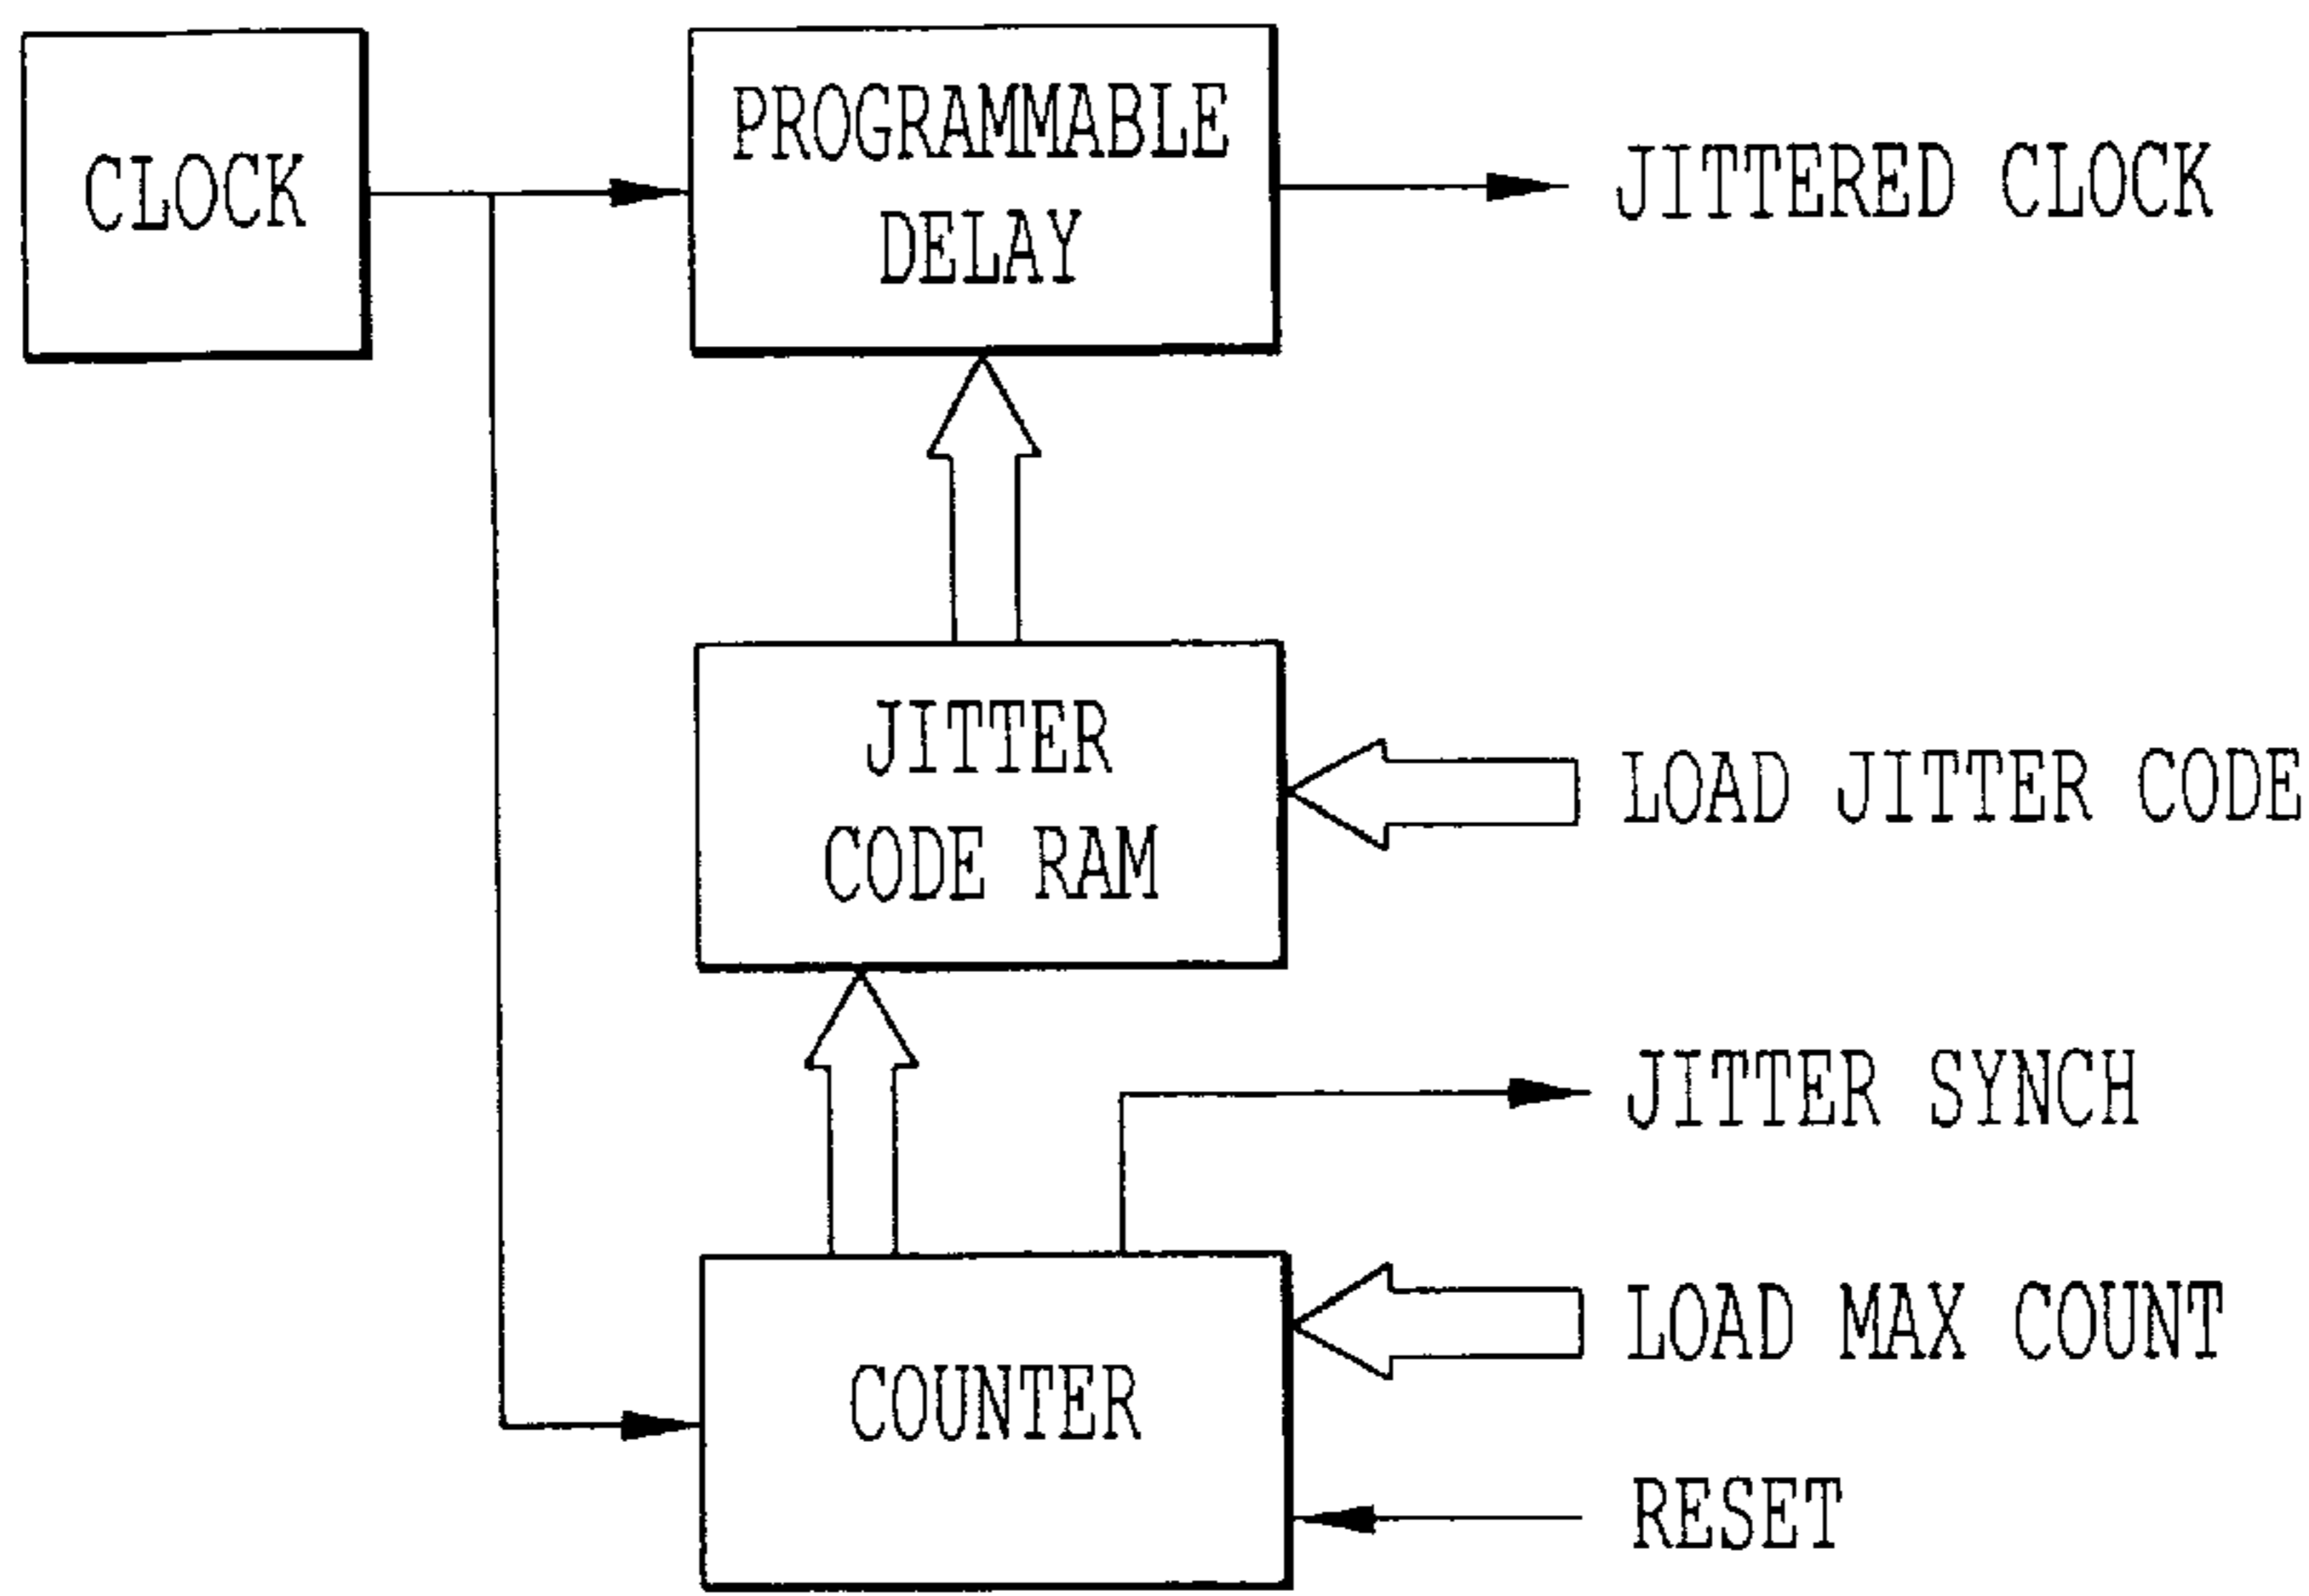 CLOCK
PROGRAMMABLE
DELAY
JITTERED CLOCK
JITTER
CODE RAM
LOAD JITTER CODE
JITTER SYNCH
LOAD MAX COUNT
COUNTER
RESET